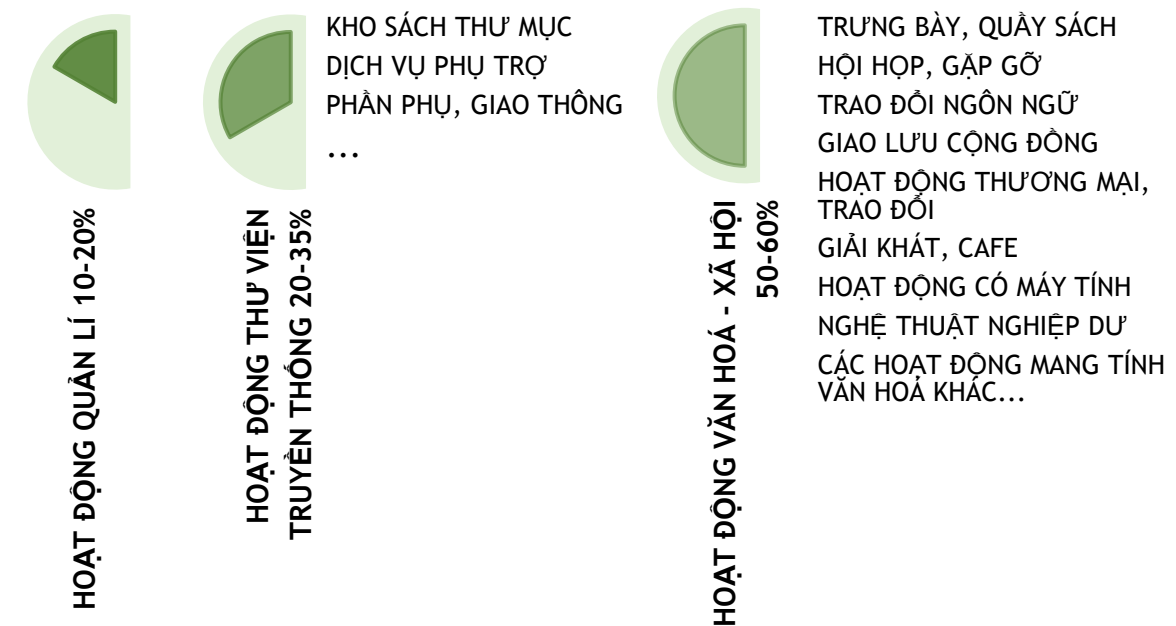 HOẠT ĐỘNG QUẢN LÍ 10-20%
HOẠT ĐỘNG THƯ VIỆN
TRUYỀN THỐNG 20-35%
KHO SÁCH THƯ MỤC
DỊCH VỤ PHỤ TRỢ
PHẦN PHỤ, GIAO THÔNG
...
HOẠT ĐỘNG VĂN HOÁ - XÃ HỘI
50-60%
TRƯNG BÀY, QUẦY SÁCH
HỘI HỌP, GẶP GỠ
TRAO ĐỔI NGÔN NGỮ
GIAO LƯU CỘNG ĐỒNG
HOẠT ĐỘNG THƯƠNG MẠI,
TRAO ĐỔI
GIẢI KHÁT, CAFE
HOẠT ĐỘNG CÓ MÁY TÍNH
NGHỆ THUẬT NGHIỆP DƯ
CÁC HOẠT ĐỘNG MANG TÍNH
VĂN HOÁ KHÁC...